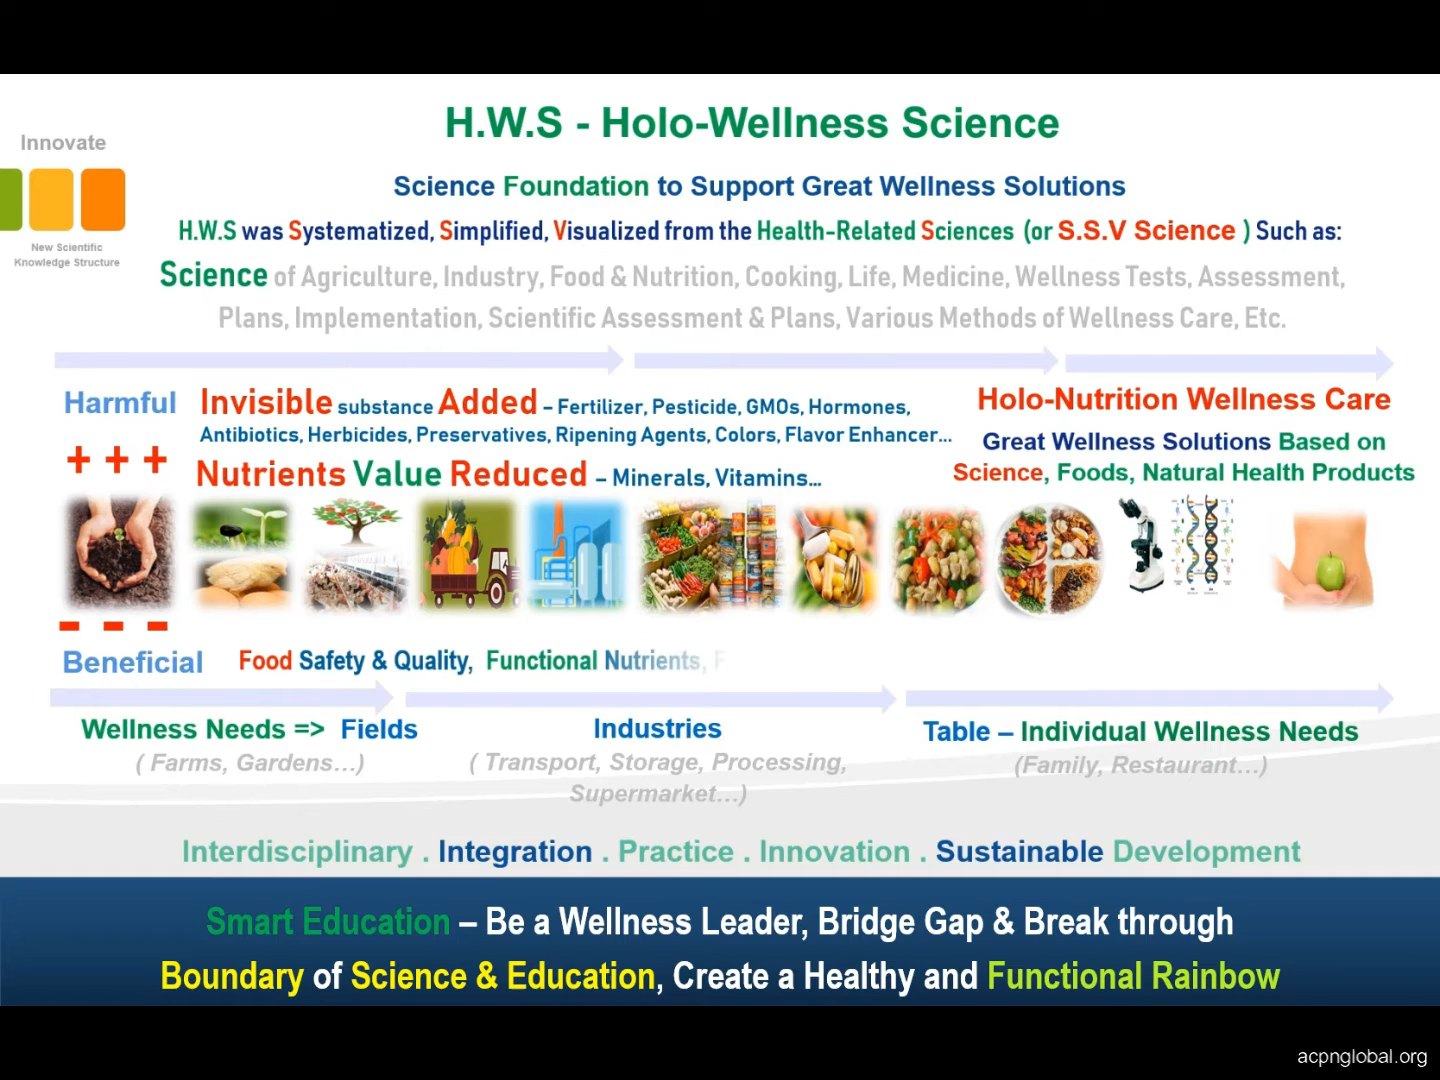 H.W.S - Holo-Wellness Science
Innovate
Science Foundation to Support Great Wellness Solutions
H.W.S was Systematized, Simplified, Visualized from the Health-Related Sciences (or S.S.V Science ) Such as:
New Scientific
Knowledge Structure
Science of Agriculture, Industry, Food & Nutrition, Cooking, Life, Medicine, Wellness Tests, Assessment,
Plans, Implementation, Scientific Assessment & Plans, Various Methods of Wellness Care, Etc.
Harmful
+ + +
Invisible substance Added – Fertilizer, Pesticide, GMOs, Hormones,
Antibiotics, Herbicides, Preservatives, Ripening Agents, Colors, Flavor Enhancer...
Nutrients Value Reduced – Minerals, Vitamins...
Holo-Nutrition Wellness Care
Great Wellness Solutions Based on
Science, Foods, Natural Health Products
- - -
Beneficial
Food Safety & Quality, Functional Nutrients, F
Wellness Needs => Fields
( Farms, Gardens...)
Industries
( Transport, Storage, Processing,
Supermarket...)
Table – Individual Wellness Needs
(Family, Restaurant...)
Interdisciplinary . Integration . Practice . Innovation . Sustainable Development
Smart Education – Be a Wellness Leader, Bridge Gap & Break through
Boundary of Science & Education, Create a Healthy and Functional Rainbow
acpnglobal.org